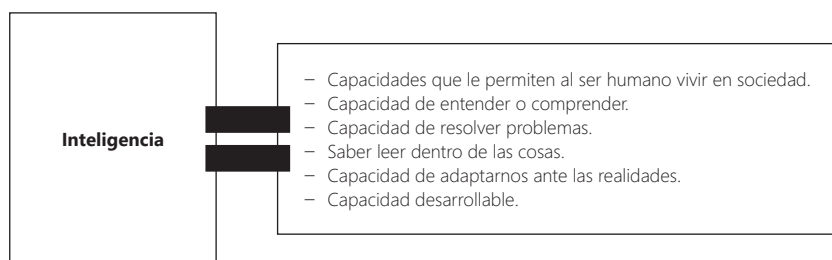 Inteligencia
– Capacidades que le permiten al ser humano vivir en sociedad.
– Capacidad de entender o comprender.
– Capacidad de resolver problemas.
– Saber leer dentro de las cosas.
– Capacidad de adaptarnos ante las realidades.
– Capacidad desarrollable.